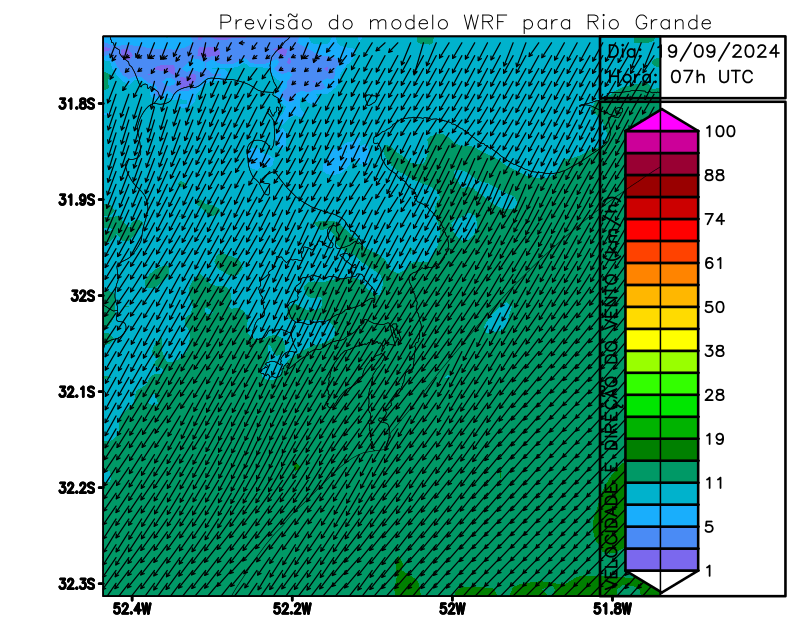 Previsão do modelo WRF para Rio Grande
Dia: 19/09/2024
Hora: 07h UTC
31.8S
31.9S
32S
32.1S
32.2S
32.3S
52.4W
52.2W
52W
51.8W
VELOCIDADE E DIREÇÃO DO VENTO (km/h)
100
88
74
61
50
38
28
19
11
5
1